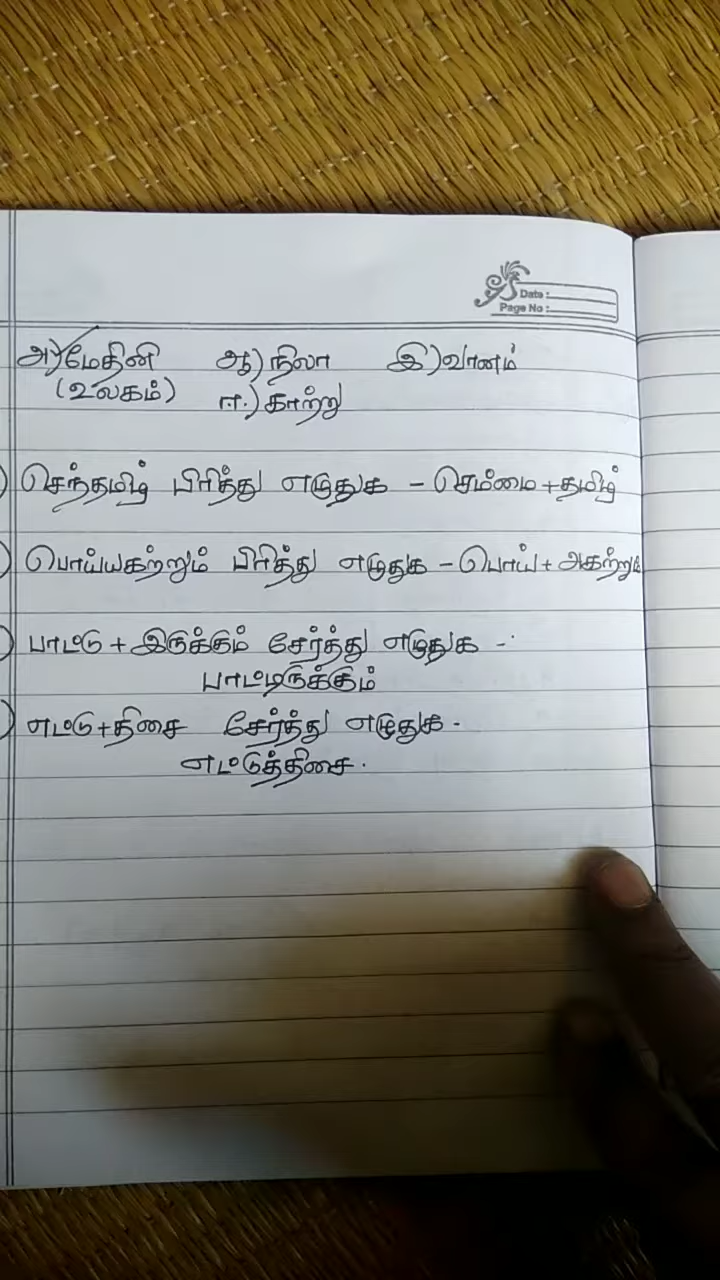 Date :
Page No :
அ) மேதினி ஆ) நிலா இ) வானம்
(உலகம்) ஈ.) காற்று
) செந்தமிழ் பிரித்து எழுதுக - செம்மை + தமிழ்
) பொய்யகற்றும் பிரித்து எழுதுக - பொய் + அகற்றும்
) பாட்டு + இருக்கும் சேர்த்து எழுதுக -
பாட்டிருக்கும்
) எட்டு + திசை சேர்த்து எழுதுக -
எட்டுத்திசை.